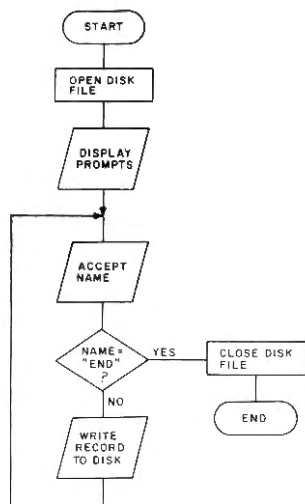 START
OPEN DISK
FILE
DISPLAY
PROMPTS
ACCEPT
NAME
NAME=
"END"
?
YES
CLOSE DISK
FILE
END
NO
WRITE
RECORD
TO DISK